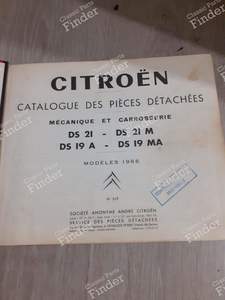 CITROËN
CATALOGUE DES PIÈCES DÉTACHÉES
MÉCANIQUE ET CARROSSERIE
DS 21 - DS 21 M
DS 19 A - DS 19 MA
MODÈLES 1966
SOCIÉTÉ ANONYME ANDRÉ CITROËN
SERVICE DES PIÈCES DÉTACHÉES
Classic Parts
Finder